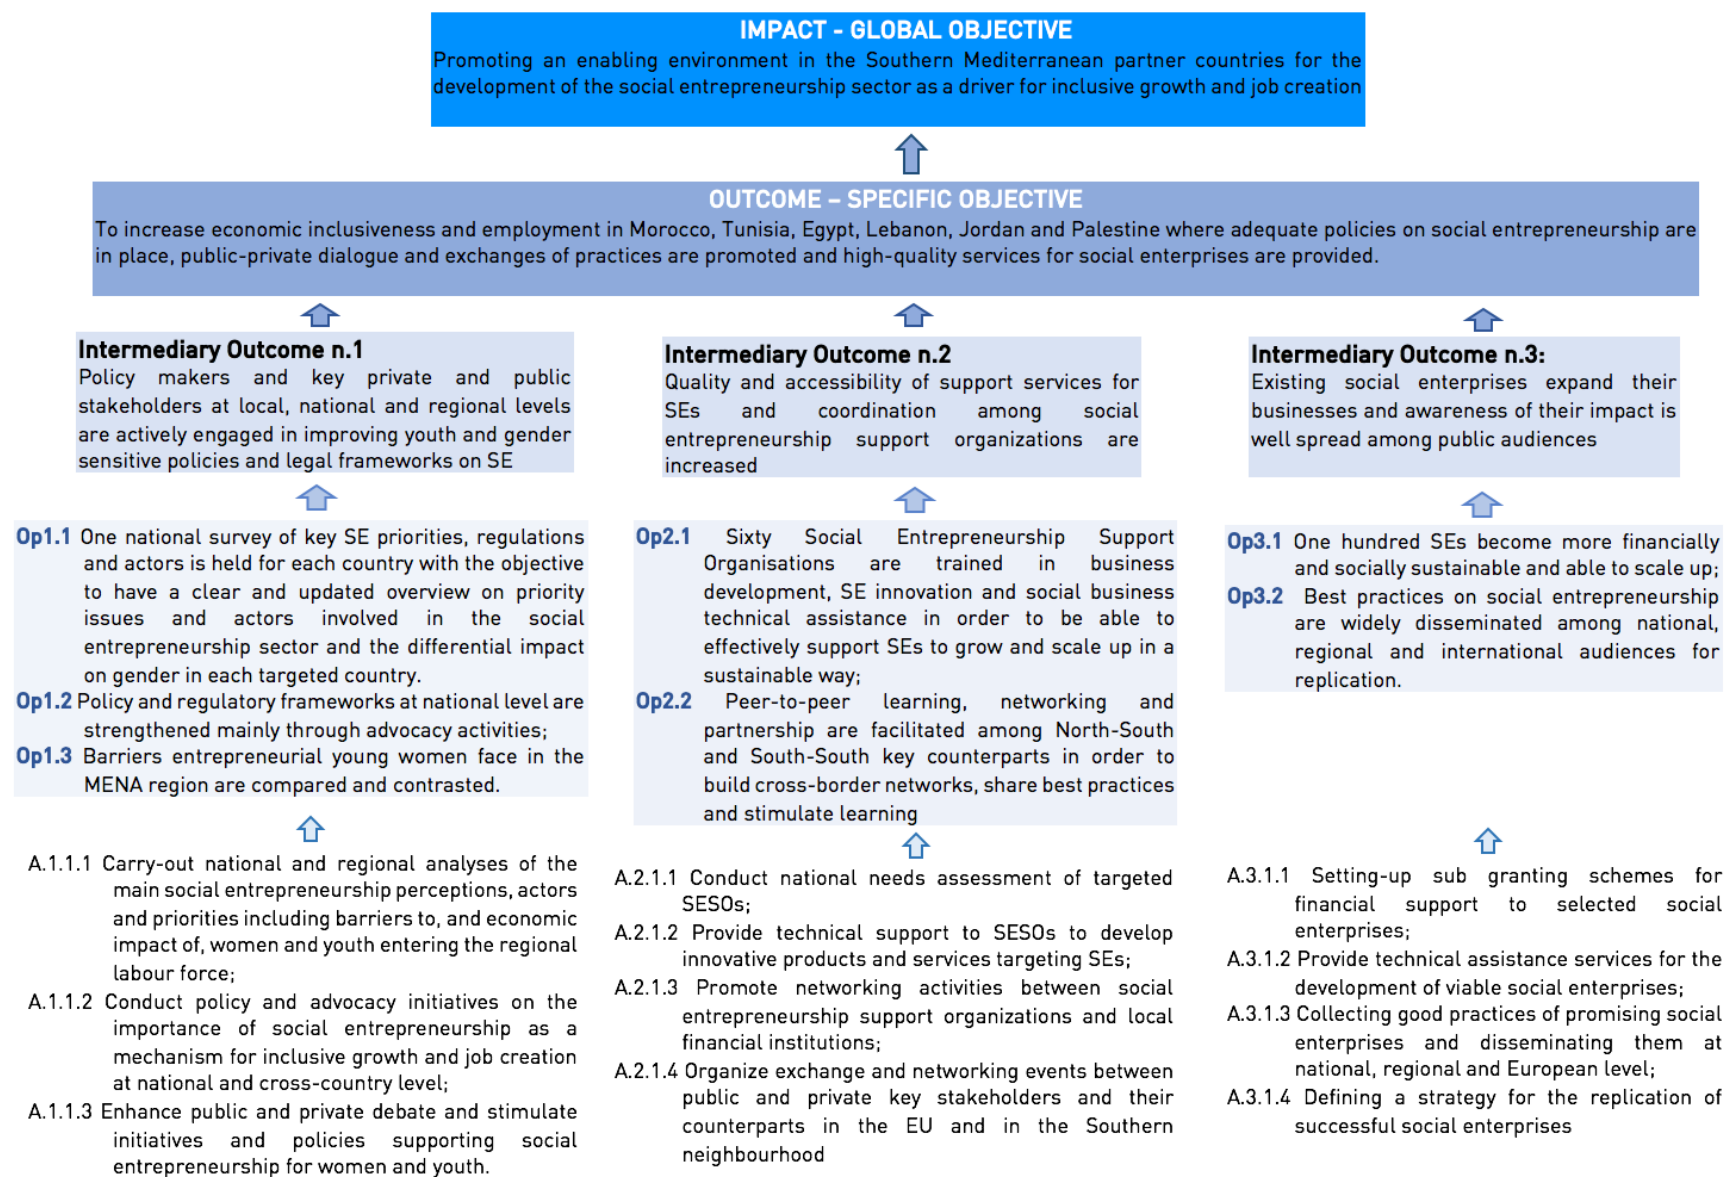 IMPACT - GLOBAL OBJECTIVE
Promoting an enabling environment in the Southern Mediterranean partner countries for the
development of the social entrepreneurship sector as a driver for inclusive growth and job creation
OUTCOME – SPECIFIC OBJECTIVE
To increase economic inclusiveness and employment in Morocco, Tunisia, Egypt, Lebanon, Jordan and Palestine where adequate policies on social entrepreneurship are
in place, public-private dialogue and exchanges of practices are promoted and high-quality services for social enterprises are provided.
Intermediary Outcome n.1
Policy makers and key private and public
stakeholders at local, national and regional levels
are actively engaged in improving youth and gender
sensitive policies and legal frameworks on SE
Op1.1 One national survey of key SE priorities, regulations
and actors is held for each country with the objective
to have a clear and updated overview on priority
issues and actors involved in the social
entrepreneurship sector and the differential impact
on gender in each targeted country.
Op1.2 Policy and regulatory frameworks at national level are
strengthened mainly through advocacy activities;
Op1.3 Barriers entrepreneurial young women face in the
MENA region are compared and contrasted.
A.1.1.1 Carry-out national and regional analyses of the
main social entrepreneurship perceptions, actors
and priorities including barriers to, and economic
impact of, women and youth entering the regional
labour force;
A.1.1.2 Conduct policy and advocacy initiatives on the
importance of social entrepreneurship as a
mechanism for inclusive growth and job creation
at national and cross-country level;
A.1.1.3 Enhance public and private debate and stimulate
initiatives and policies supporting social
entrepreneurship for women and youth.
Intermediary Outcome n.2
Quality and accessibility of support services for
SEs and coordination among social
entrepreneurship support organizations are
increased
Op2.1 Sixty Social Entrepreneurship Support
Organisations are trained in business
development, SE innovation and social business
technical assistance in order to be able to
effectively support SEs to grow and scale up in a
sustainable way;
Op2.2 Peer-to-peer learning, networking and
partnership are facilitated among North-South
and South-South key counterparts in order to
build cross-border networks, share best practices
and stimulate learning
A.2.1.1 Conduct national needs assessment of targeted
SESOs;
A.2.1.2 Provide technical support to SESOs to develop
innovative products and services targeting SEs;
A.2.1.3 Promote networking activities between social
entrepreneurship support organizations and local
financial institutions;
A.2.1.4 Organize exchange and networking events between
public and private key stakeholders and their
counterparts in the EU and in the Southern
neighbourhood
Intermediary Outcome n.3:
Existing social enterprises expand their
businesses and awareness of their impact is
well spread among public audiences
Op3.1 One hundred SEs become more financially
and socially sustainable and able to scale up;
Op3.2 Best practices on social entrepreneurship
are widely disseminated among national,
regional and international audiences for
replication.
A.3.1.1 Setting-up sub granting schemes for
financial support to selected social
enterprises;
A.3.1.2 Provide technical assistance services for the
development of viable social enterprises;
A.3.1.3 Collecting good practices of promising social
enterprises and disseminating them at
national, regional and European level;
A.3.1.4 Defining a strategy for the replication of
successful social enterprises